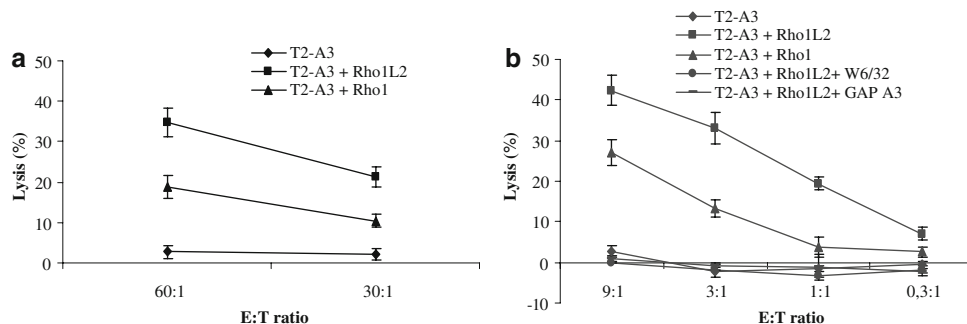 a
T2-A3
T2-A3 + Rho1L2
T2-A3 + Rho1
50
40
30
20
10
0
Lysis (%)
60:1
30:1
E:T ratio
b
T2-A3
T2-A3 + Rho1L2
T2-A3 + Rho1
T2-A3 + Rho1L2+ W6/32
T2-A3 + Rho1L2+ GAP A3
50
40
30
20
10
0
-10
Lysis (%)
9:1
3:1
1:1
0,3:1
E:T ratio